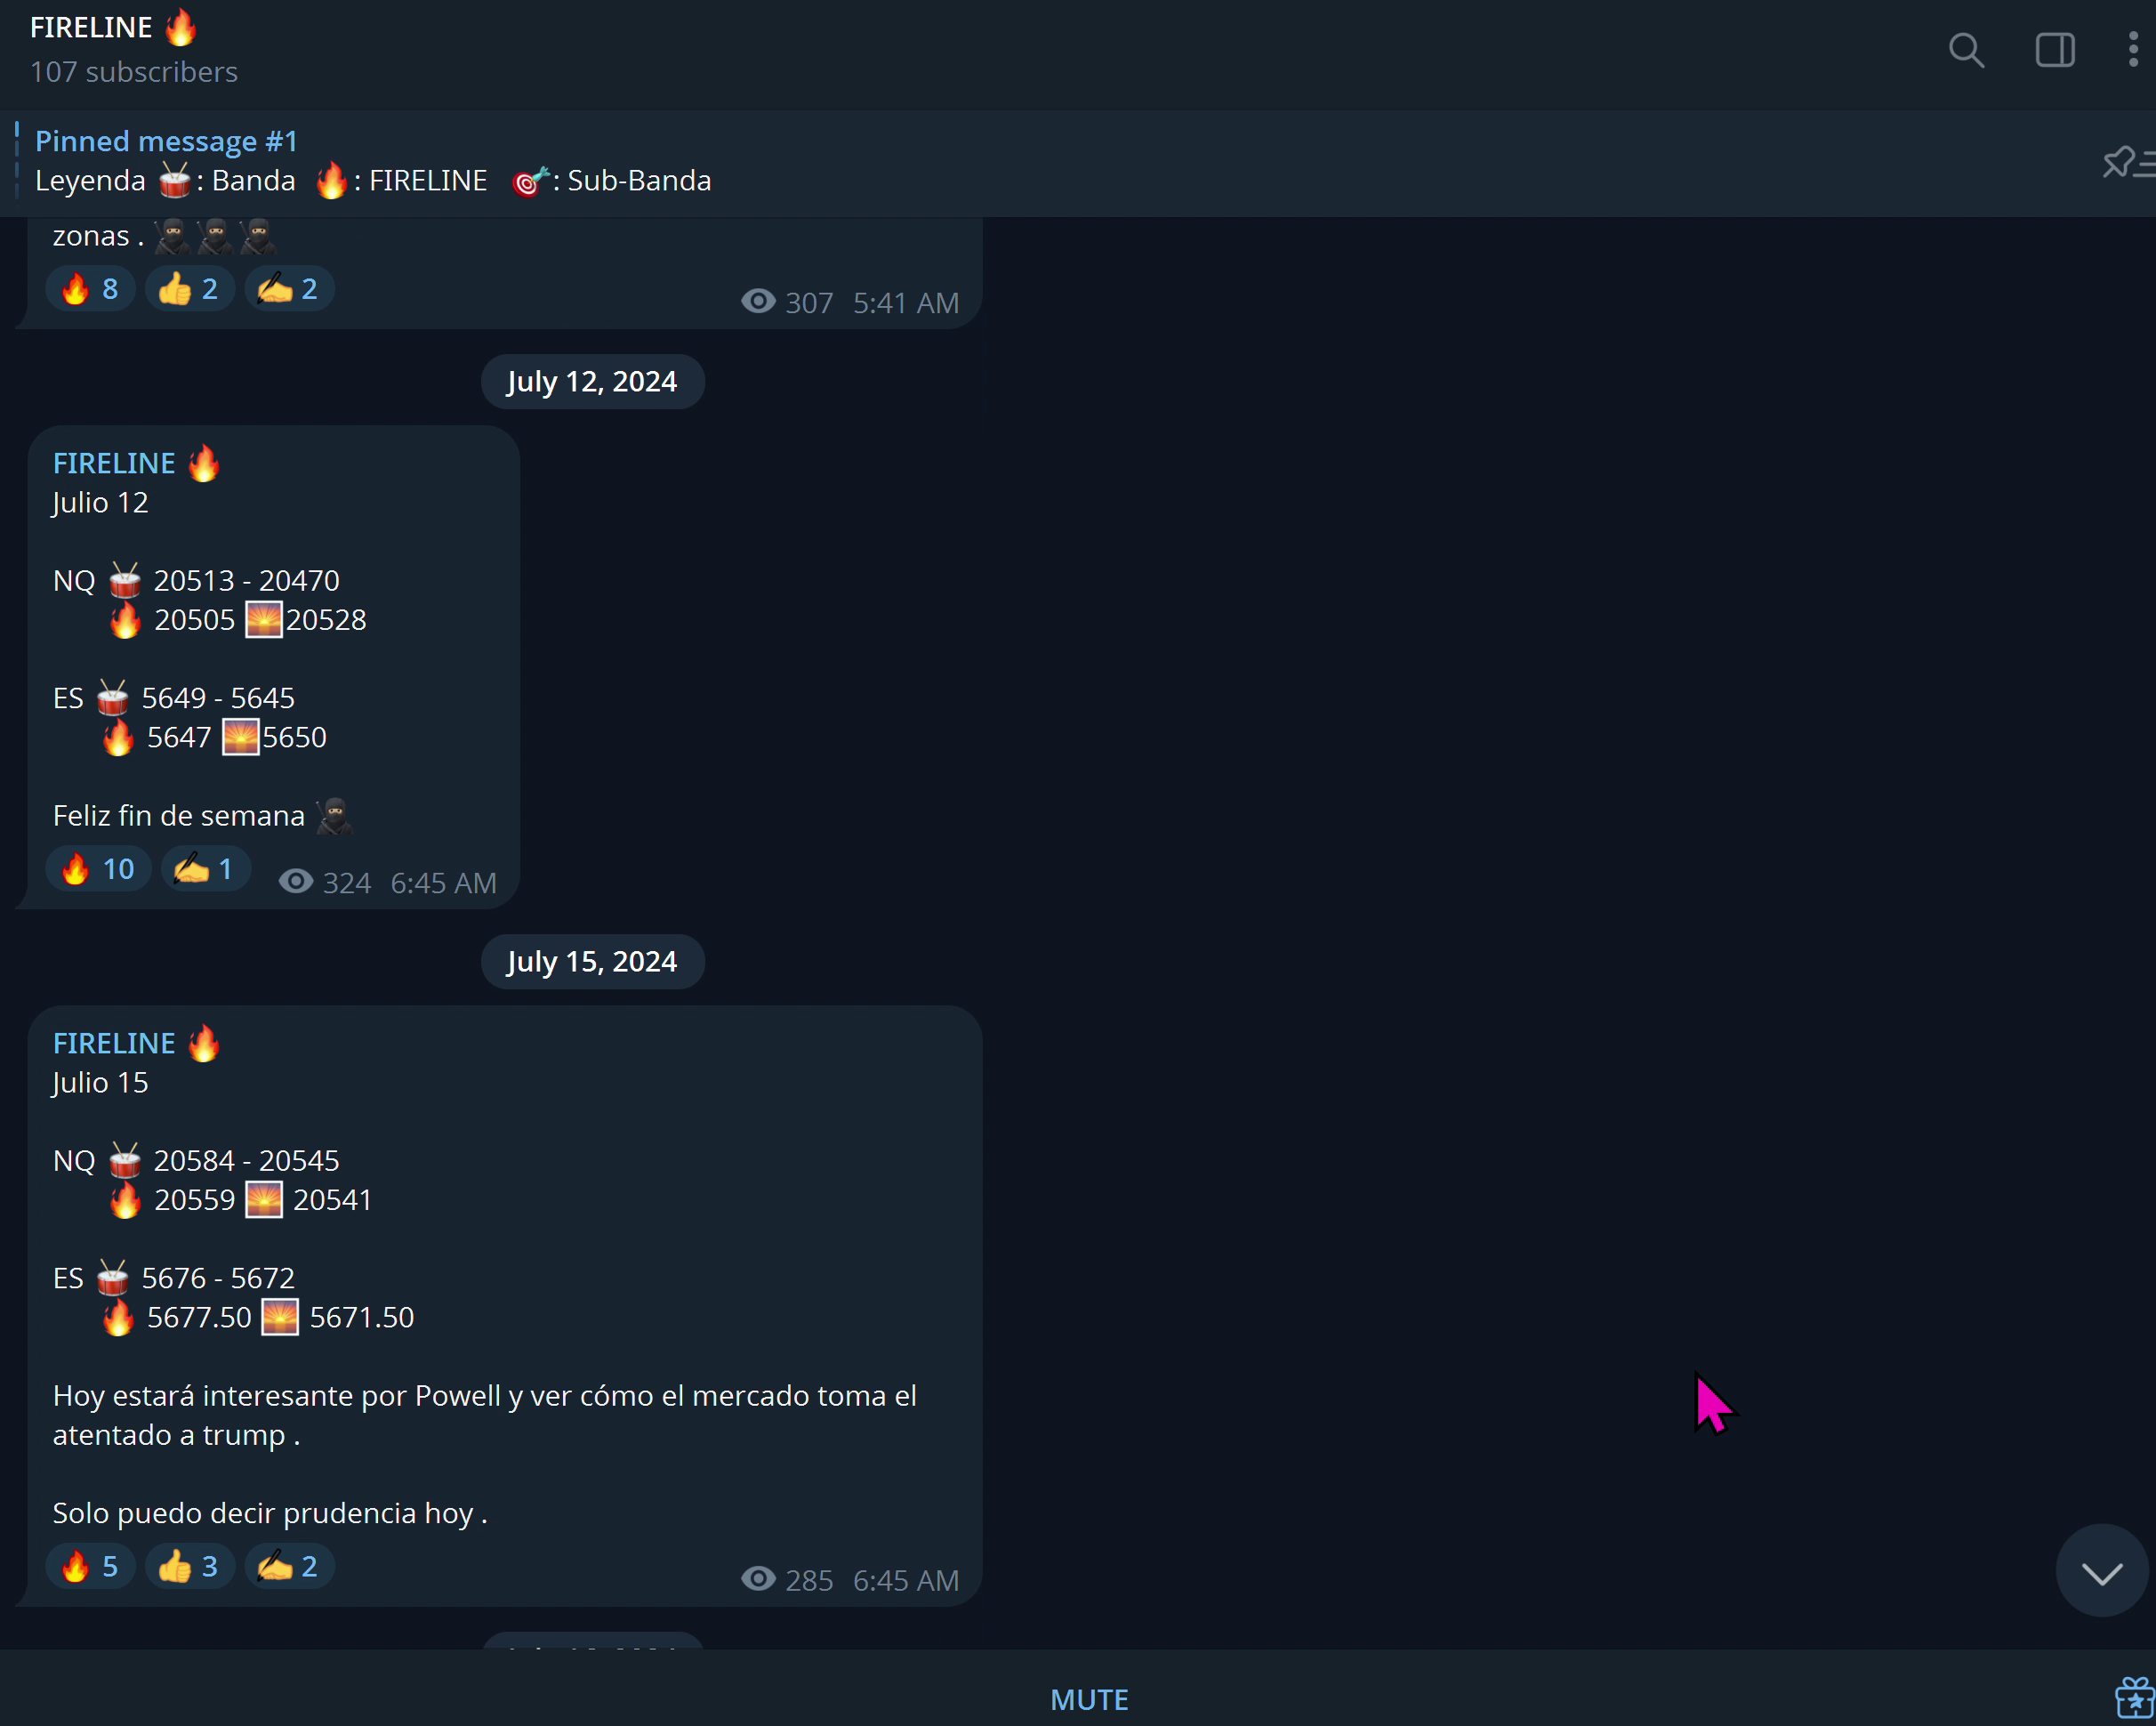 FIRELINE 🔥
107 subscribers
Pinned message #1
Leyenda 🥁: Banda 🔥: FIRELINE 🎯: Sub-Banda
zonas . 🥷🥷🥷
🔥 8 👍 2 ✍️ 2 307 5:41 AM
July 12, 2024
FIRELINE 🔥
Julio 12
NQ 🥁 20513 - 20470
🔥 20505 🌅20528
ES 🥁 5649 - 5645
🔥 5647 🌅5650
Feliz fin de semana 🥷
🔥 10 ✍️ 1 324 6:45 AM
July 15, 2024
FIRELINE 🔥
Julio 15
NQ 🥁 20584 - 20545
🔥 20559 🌅 20541
ES 🥁 5676 - 5672
🔥 5677.50 🌅 5671.50
Hoy estará interesante por Powell y ver cómo el mercado toma el
atentado a trump .
Solo puedo decir prudencia hoy .
🔥 5 👍 3 ✍️ 2 285 6:45 AM
MUTE